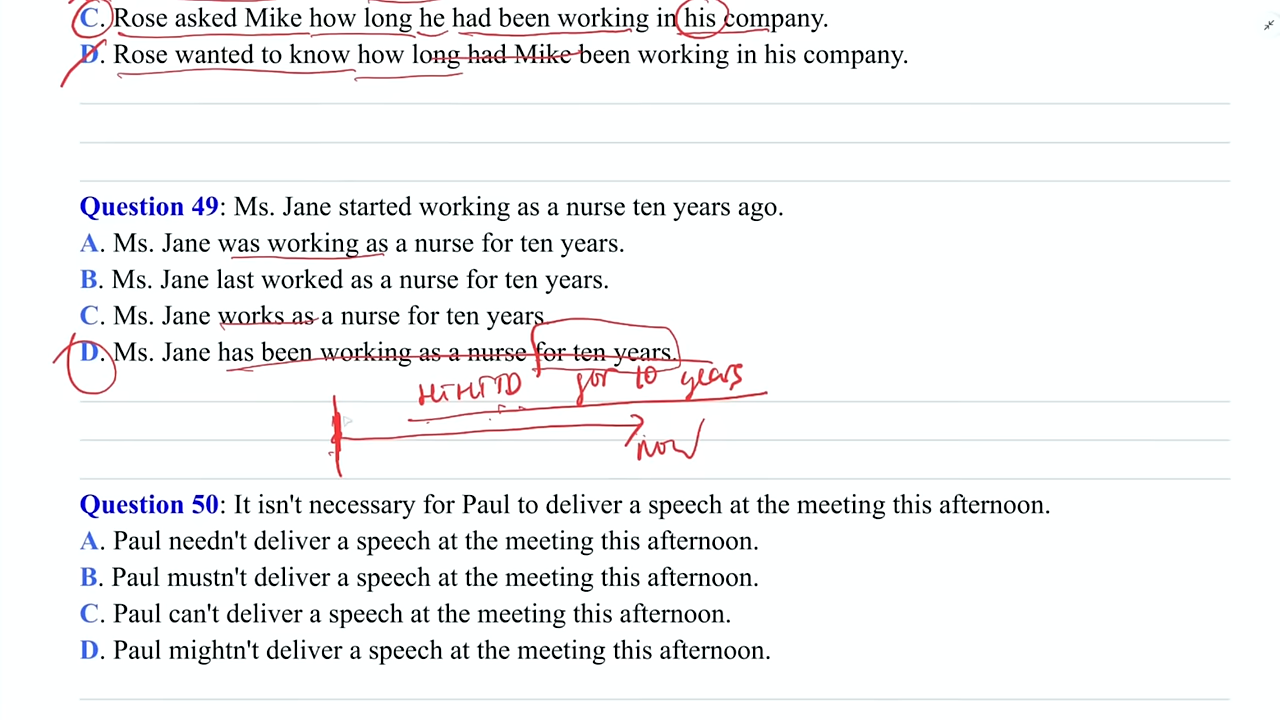 C. Rose asked Mike how long he had been working in his company.
D. Rose wanted to know how long had Mike been working in his company.
Question 49: Ms. Jane started working as a nurse ten years ago.
A. Ms. Jane was working as a nurse for ten years.
B. Ms. Jane last worked as a nurse for ten years.
C. Ms. Jane works as a nurse for ten years.
D. Ms. Jane has been working as a nurse for ten years.
HTHTTD for 10 years
now
Question 50: It isn't necessary for Paul to deliver a speech at the meeting this afternoon.
A. Paul needn't deliver a speech at the meeting this afternoon.
B. Paul mustn't deliver a speech at the meeting this afternoon.
C. Paul can't deliver a speech at the meeting this afternoon.
D. Paul mightn't deliver a speech at the meeting this afternoon.